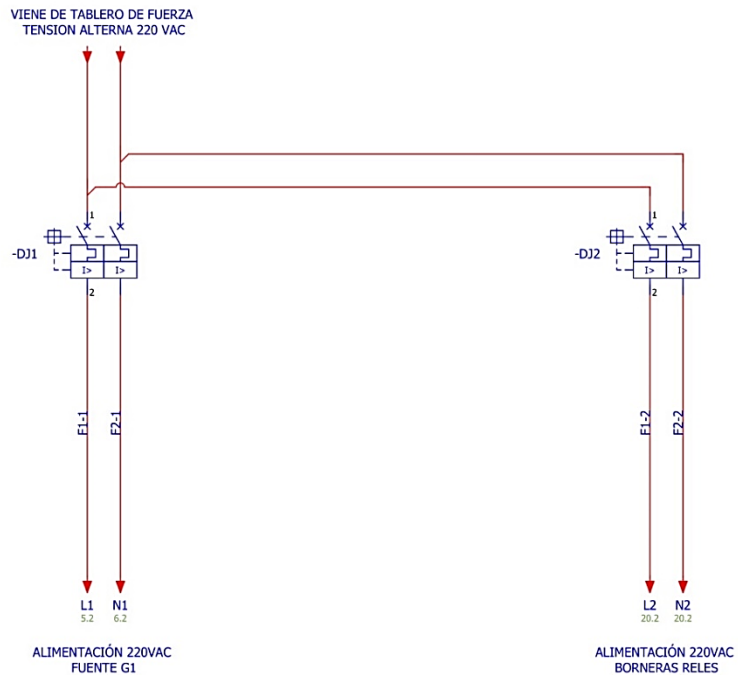 VIENE DE TABLERO DE FUERZA
TENSION ALTERNA 220 VAC
1
1
-DJ1
-DJ2
I> I>
I> I>
2
2
F1-1
F2-1
F1-2
F2-2
L1 N1
5.2 6.2
L2 N2
20.2 20.2
ALIMENTACIÓN 220VAC
FUENTE G1
ALIMENTACIÓN 220VAC
BORNERAS RELES